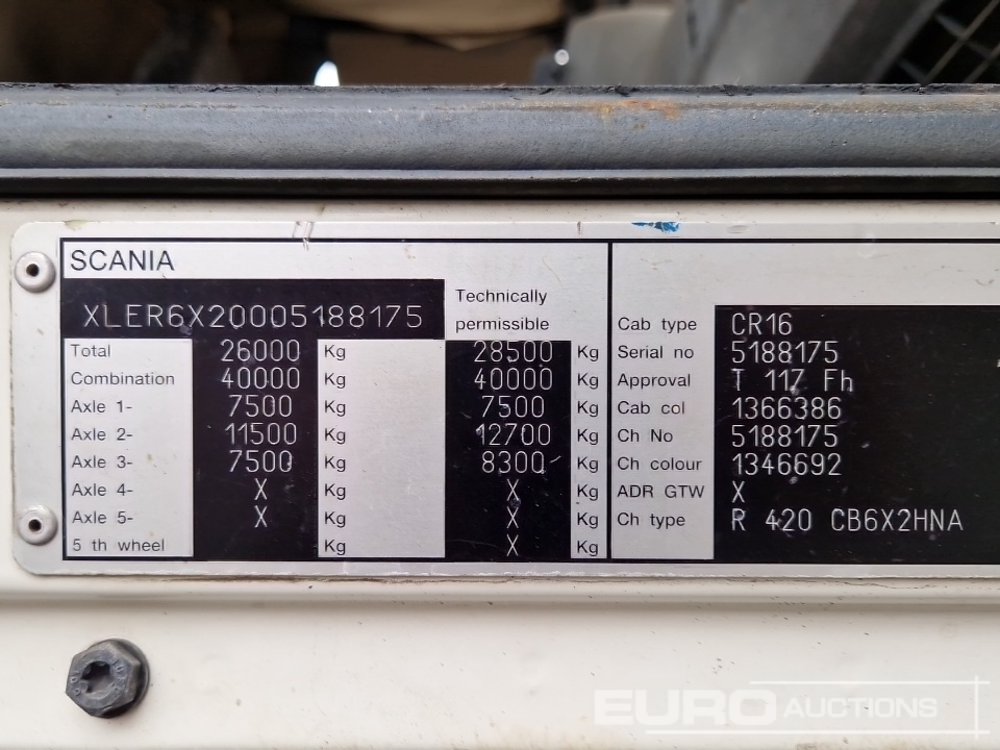 SCANIA
XLER6X20005188175
Technically
permissible
Total 26000 Kg 28500 Kg
Combination 40000 Kg 40000 Kg
Axle 1- 7500 Kg 7500 Kg
Axle 2- 11500 Kg 12700 Kg
Axle 3- 7500 Kg 8300 Kg
Axle 4- X Kg X Kg
Axle 5- X Kg X Kg
5 th wheel Kg X Kg
Cab type CR16
Serial no 5188175
Approval T 117 Fh
Cab col 1366386
Ch No 5188175
Ch colour 1346692
ADR GTW X
Ch type R 420 CB6X2HNA
EURO AUCTIONS